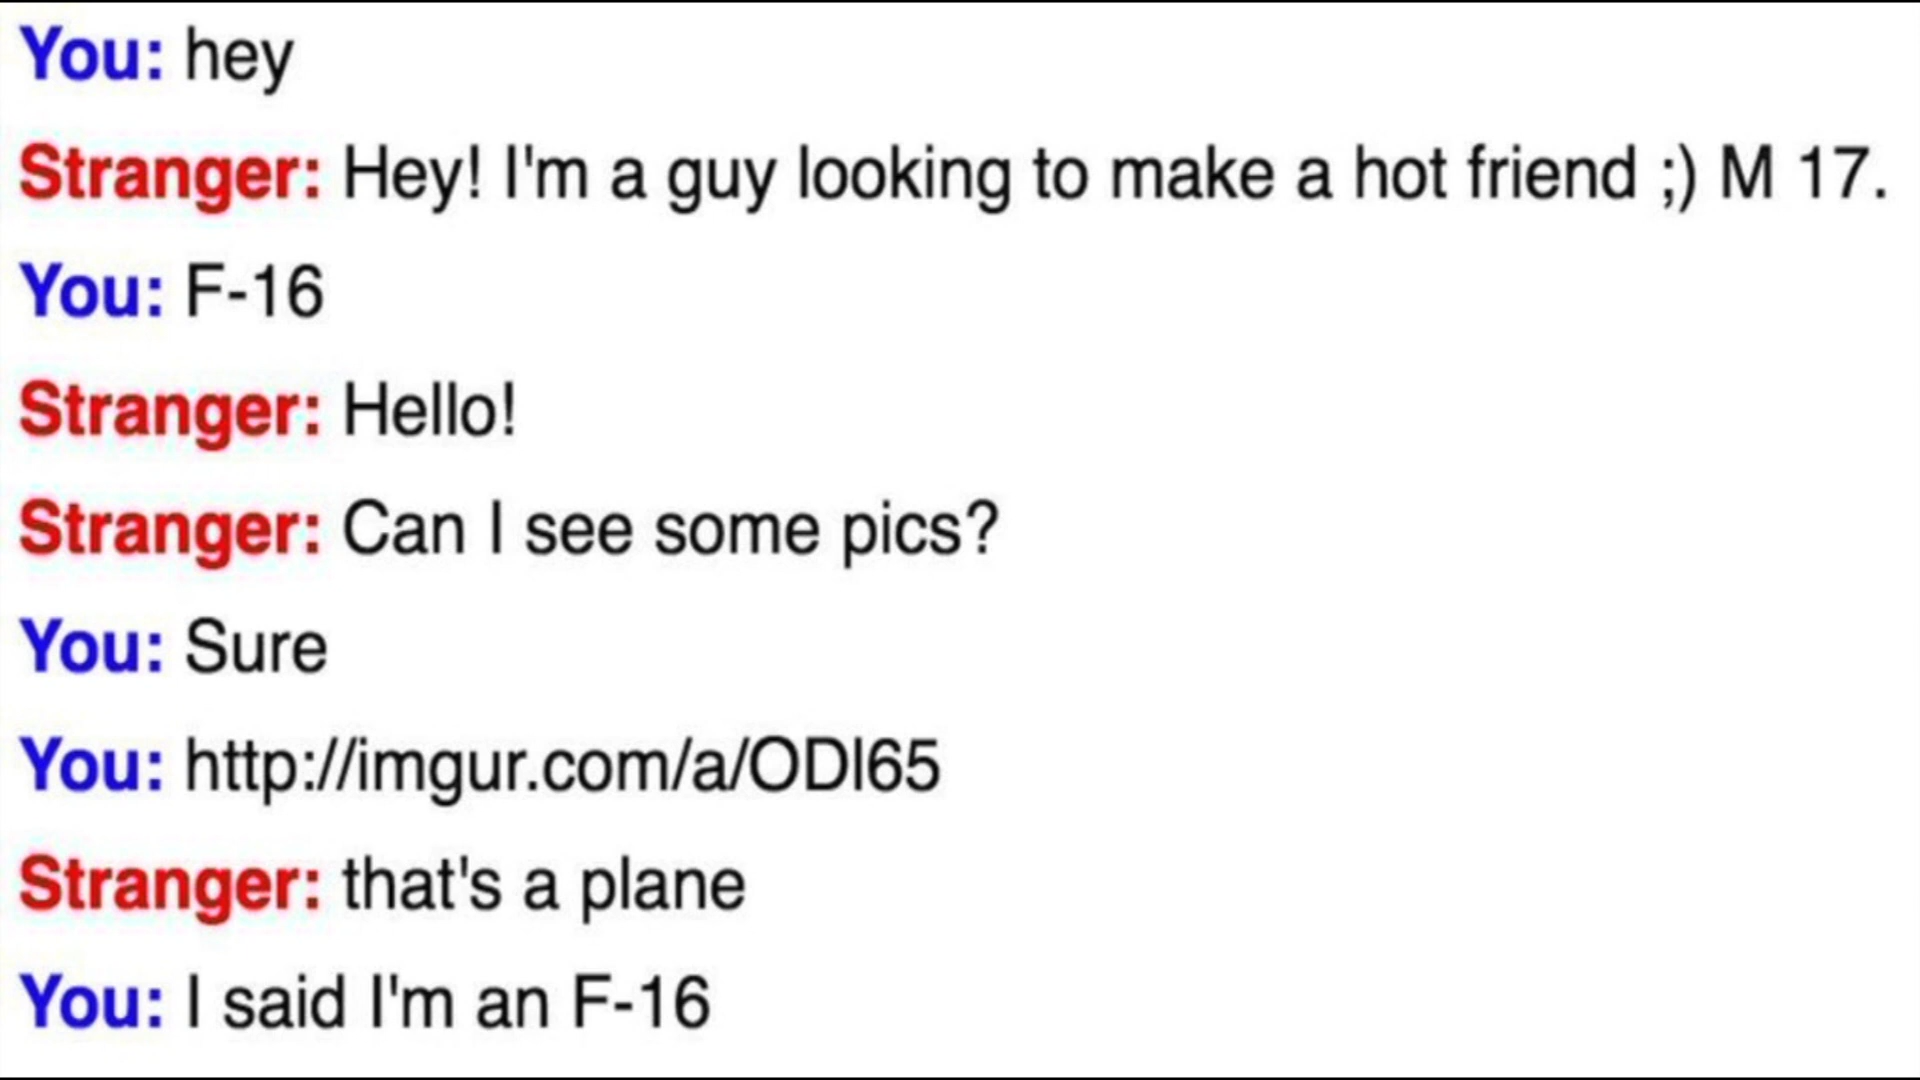 You: hey
Stranger: Hey! I'm a guy looking to make a hot friend ;) M 17.
You: F-16
Stranger: Hello!
Stranger: Can I see some pics?
You: Sure
You: http://imgur.com/a/ODl65
Stranger: that's a plane
You: I said I'm an F-16